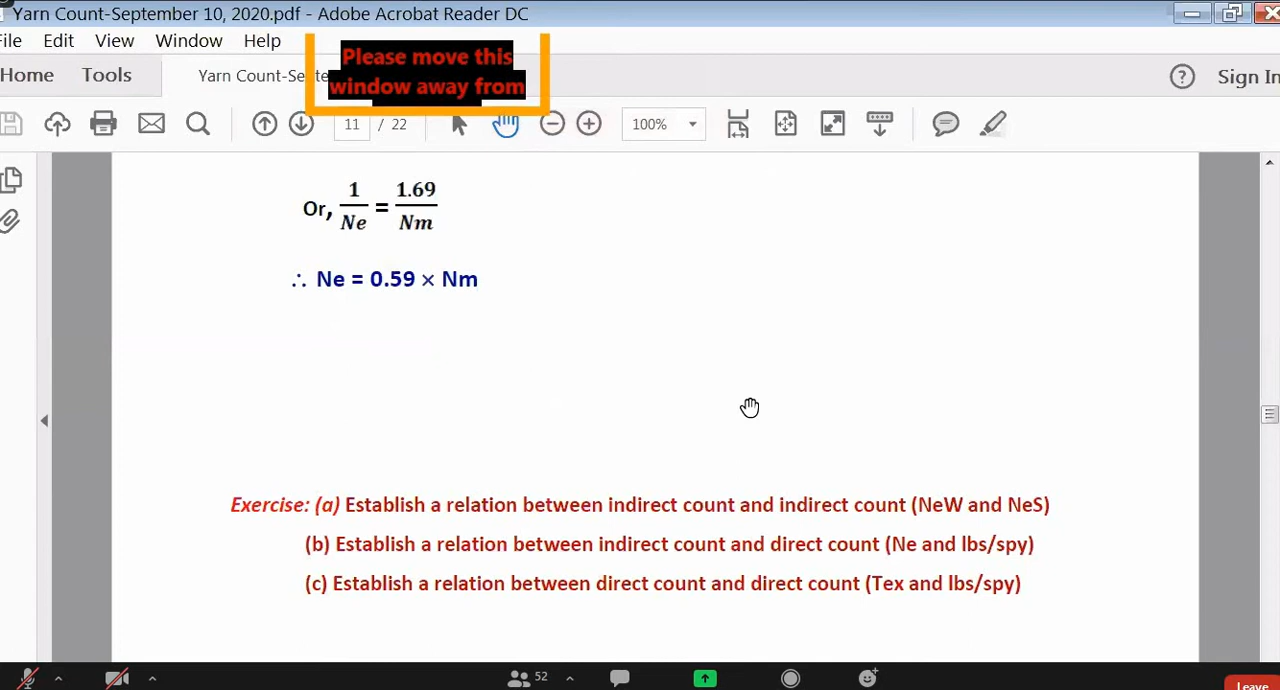 Yarn Count-September 10, 2020.pdf - Adobe Acrobat Reader DC
File Edit View Window Help
Please move this
window away from
Home Tools Yarn Count-Septe
Sign In
11 / 22 100%
Or, 1/Ne = 1.69/Nm
∴ Ne = 0.59 × Nm
Exercise: (a) Establish a relation between indirect count and indirect count (NeW and NeS)
(b) Establish a relation between indirect count and direct count (Ne and lbs/spy)
(c) Establish a relation between direct count and direct count (Tex and lbs/spy)
52
Leave